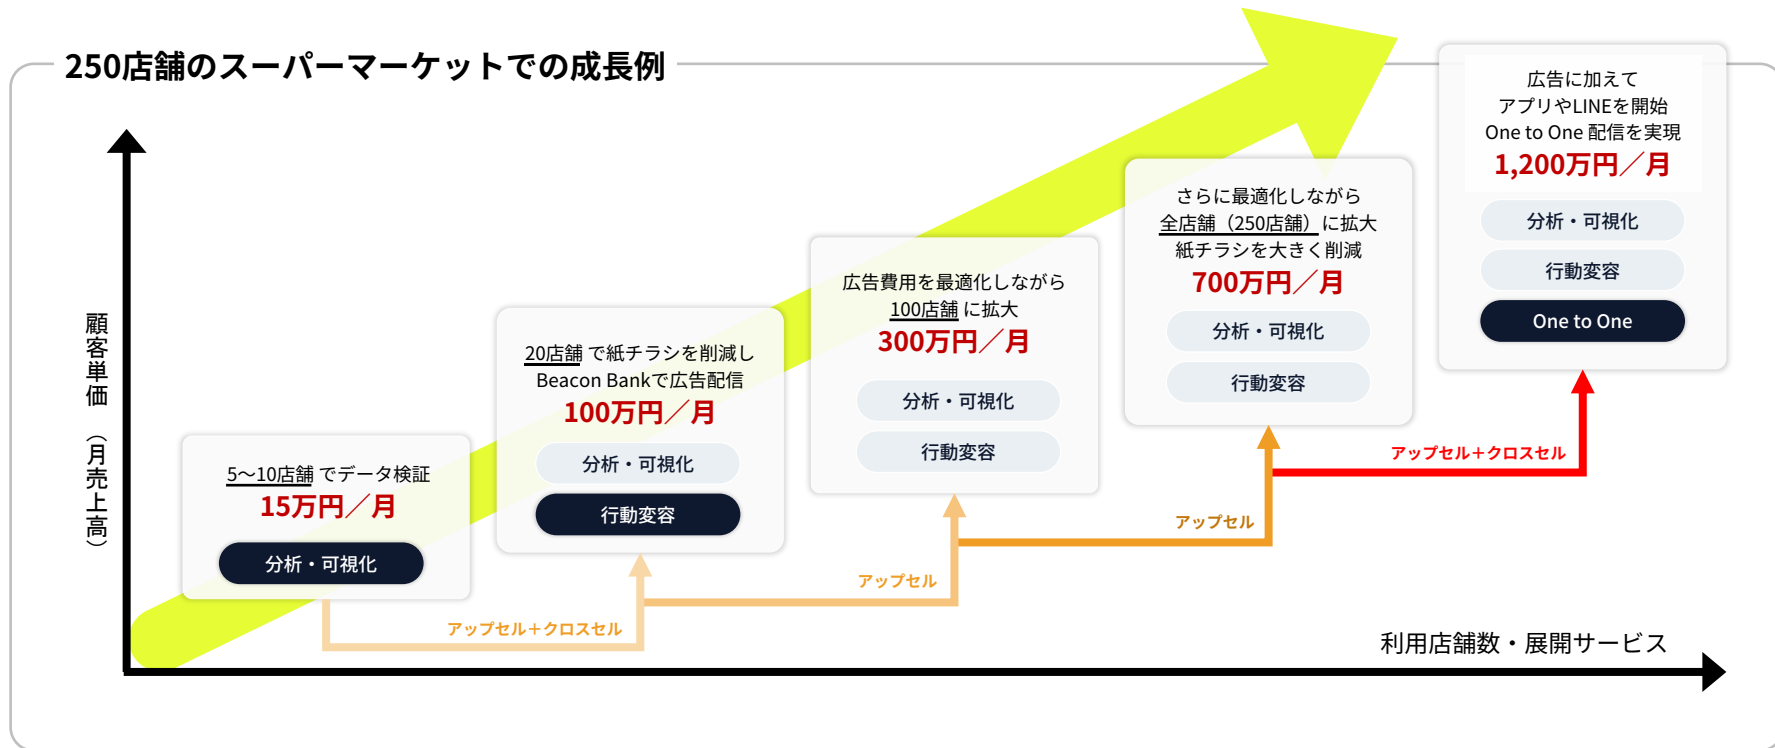 250店舗のスーパーマーケットでの成長例
顧客単価（月売上高）
5〜10店舗 でデータ検証
15万円／月
分析・可視化
アップセル＋クロスセル
20店舗 で紙チラシを削減し
Beacon Bankで広告配信
100万円／月
分析・可視化
行動変容
アップセル
広告費用を最適化しながら
100店舗 に拡大
300万円／月
分析・可視化
行動変容
アップセル
さらに最適化しながら
全店舗（250店舗）に拡大
紙チラシを大きく削減
700万円／月
分析・可視化
行動変容
アップセル＋クロスセル
広告に加えて
アプリやLINEを開始
One to One 配信を実現
1,200万円／月
分析・可視化
行動変容
One to One
利用店舗数・展開サービス